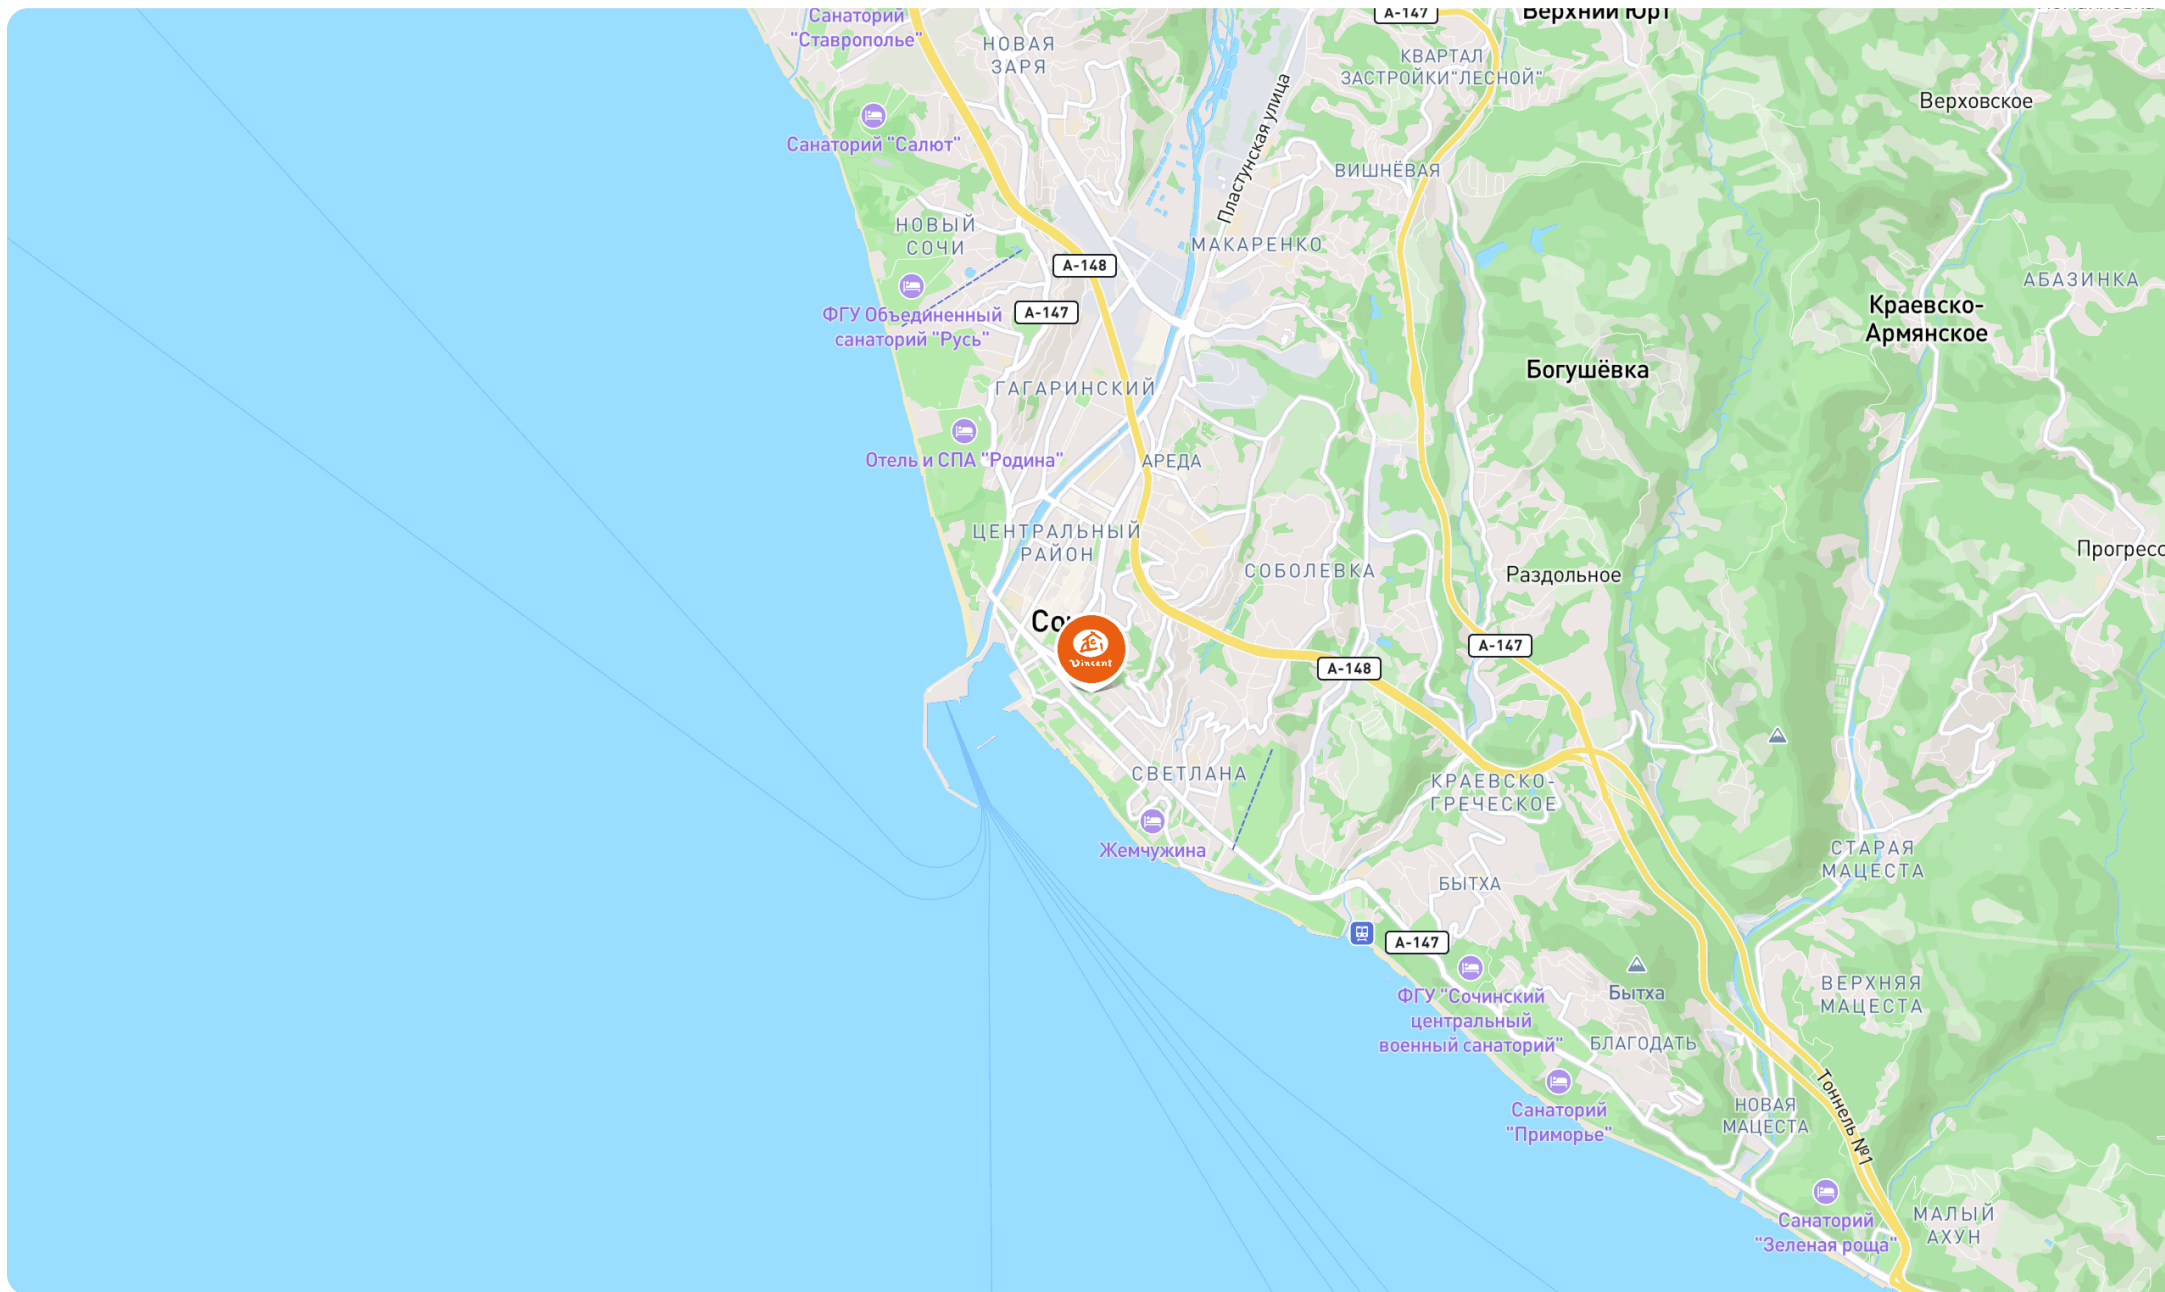 Санаторий
"Ставрополье"
НОВАЯ
ЗАРЯ
А-147
Верхний Юрт
КВАРТАЛ
ЗАСТРОЙКИ"ЛЕСНОЙ"
Верховское
Санаторий "Салют"
Пластунская улица
ВИШНЁВАЯ
НОВЫЙ
СОЧИ
МАКАРЕНКО
А-148
А-147
ФГУ Объединенный
санаторий "Русь"
АБАЗИНКА
Краевско-
Армянское
Богушёвка
ГАГАРИНСКИЙ
Отель и СПА "Родина"
АРЕДА
ЦЕНТРАЛЬНЫЙ
РАЙОН
СОБОЛЕВКА
Раздольное
Прогресс
Со
Vincent
А-147
А-148
СВЕТЛАНА
Жемчужина
КРАЕВСКО-
ГРЕЧЕСКОЕ
СТАРАЯ
МАЦЕСТА
БЫТХА
А-147
ФГУ "Сочинский
центральный
военный санаторий"
Бытха
ВЕРХНЯЯ
МАЦЕСТА
БЛАГОДАТЬ
Санаторий
"Приморье"
НОВАЯ
МАЦЕСТА
Тоннель №1
Санаторий
"Зеленая роща"
МАЛЫЙ
АХУН